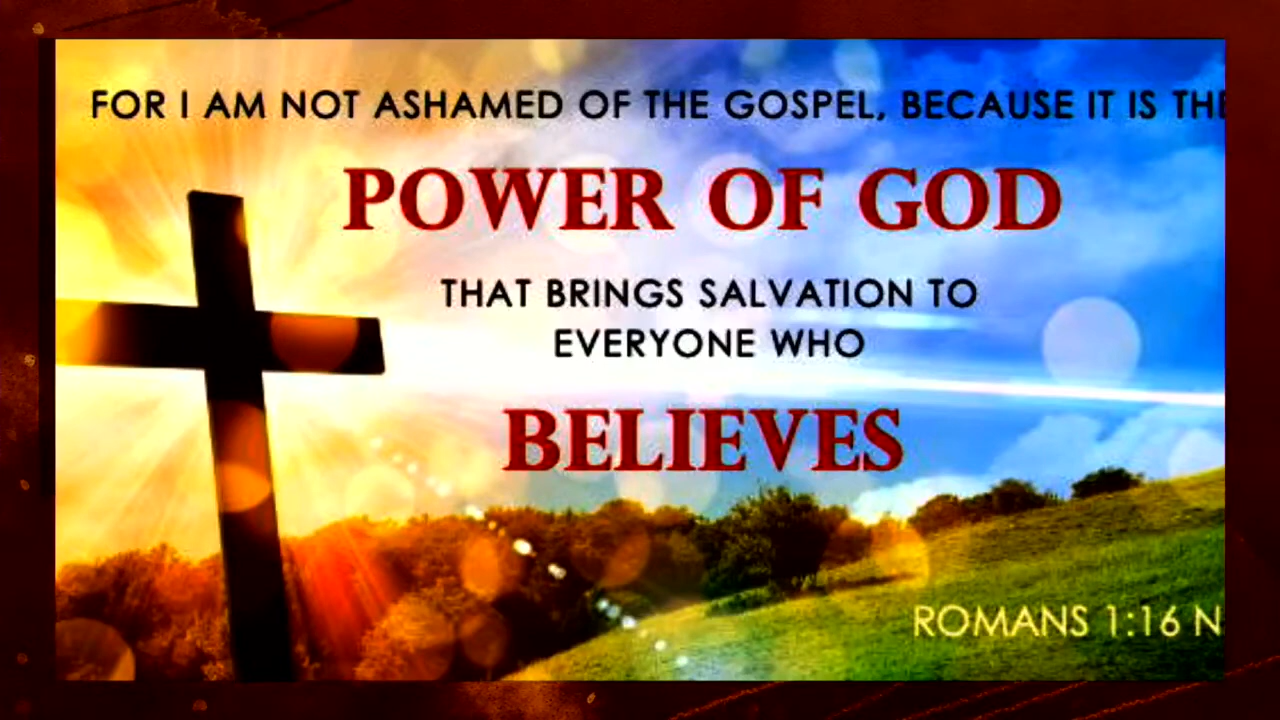 FOR I AM NOT ASHAMED OF THE GOSPEL, BECAUSE IT IS THE
POWER OF GOD
THAT BRINGS SALVATION TO
EVERYONE WHO
BELIEVES
ROMANS 1:16 N